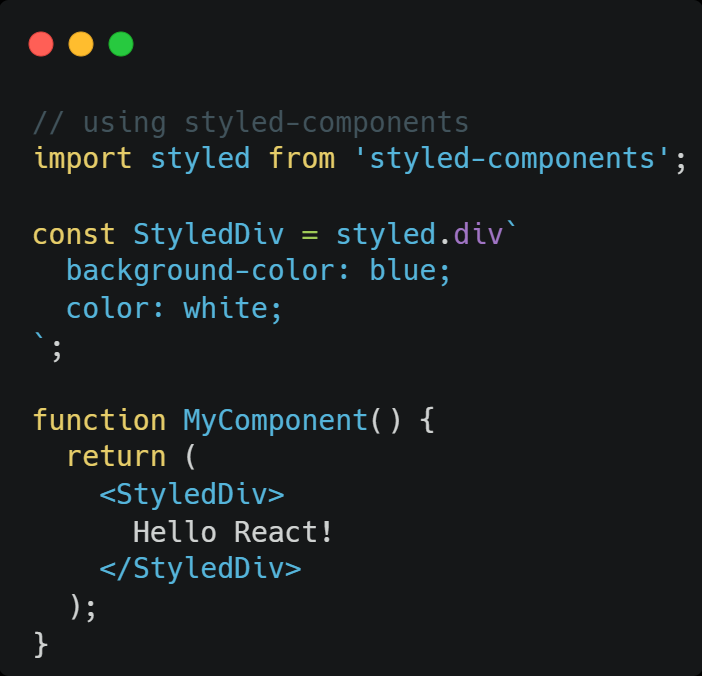 // using styled-components
import styled from 'styled-components';

const StyledDiv = styled.div`
  background-color: blue;
  color: white;
`;

function MyComponent() {
  return (
    <StyledDiv>
      Hello React!
    </StyledDiv>
  );
}